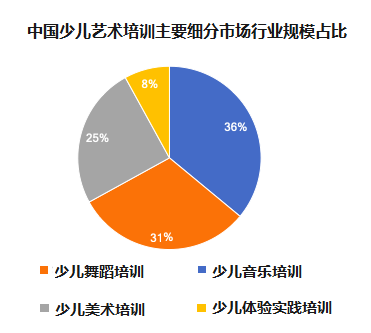 中国少儿艺术培训主要细分市场行业规模占比
8%
36%
25%
31%
少儿舞蹈培训
少儿音乐培训
少儿美术培训
少儿体验实践培训